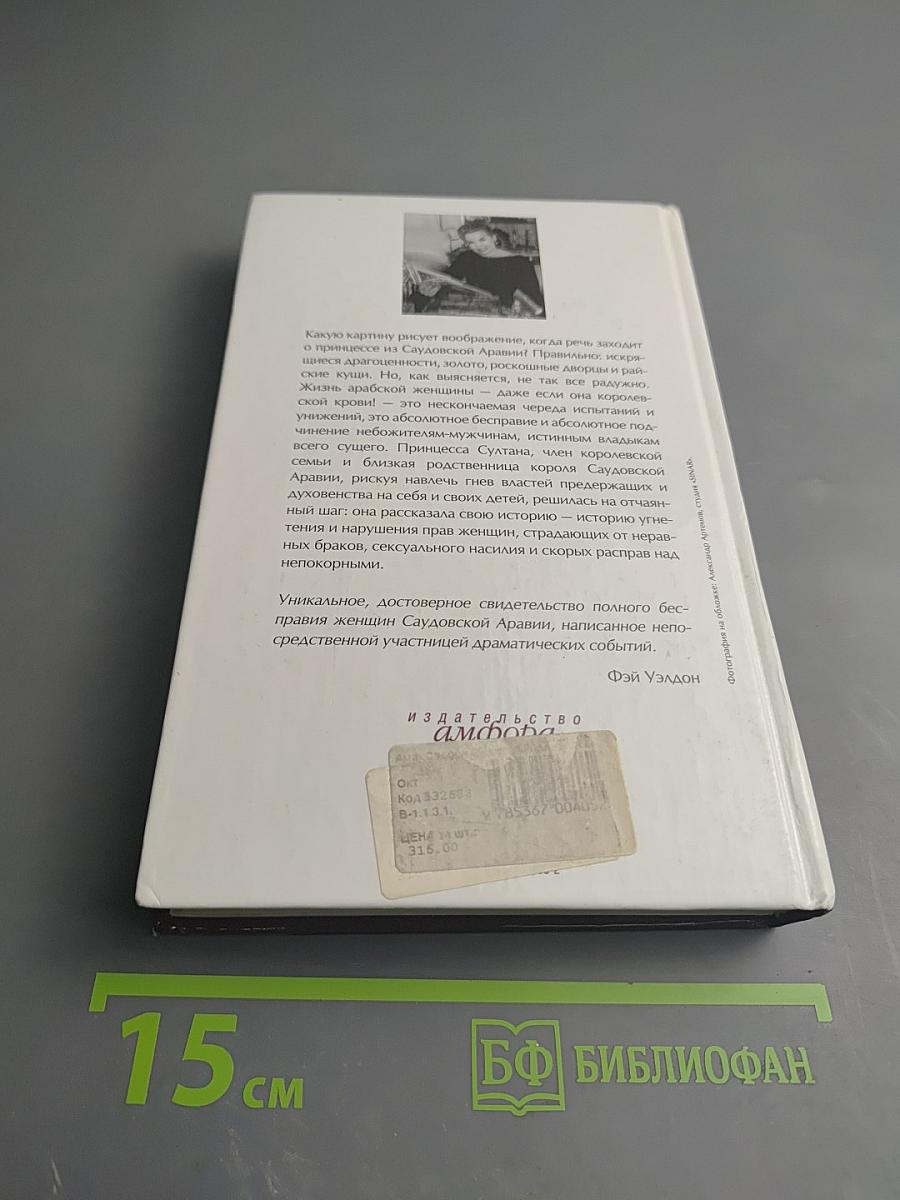 Какую картину рисует воображение, когда речь заходит
о принцессе из Саудовской Аравии? Правильно: искря-
щиеся драгоценности, золото, роскошные дворцы и рай-
ские кущи. Но, как выясняется, не так все радужно.
Жизнь арабской женщины — даже если она королев-
ской крови! — это нескончаемая череда испытаний и
унижений, это абсолютное бесправие и абсолютное под-
чинение небожителям-мужчинам, истинным владыкам
всего сущего. Принцесса Султана, член королевской
семьи и близкая родственница короля Саудовской
Аравии, рискуя навлечь гнев властей предержащих и
духовенства на себя и своих детей, решилась на отчаян-
ный шаг: она рассказала свою историю — историю угне-
тения и нарушения прав женщин, страдающих от нерав-
ных браков, сексуального насилия и скорых расправ над
непокорными.
Уникальное, достоверное свидетельство полного бес-
правия женщин Саудовской Аравии, написанное непо-
средственной участницей драматических событий.
Фэй Уэлдон
Фотография на обложке: Александр Артемов, студия «SINAR».
издательство
амфора
Окт
Код
В-1.1.3.1.
ЦЕНА
316.00
15 см
БФ БИБЛИОФАН